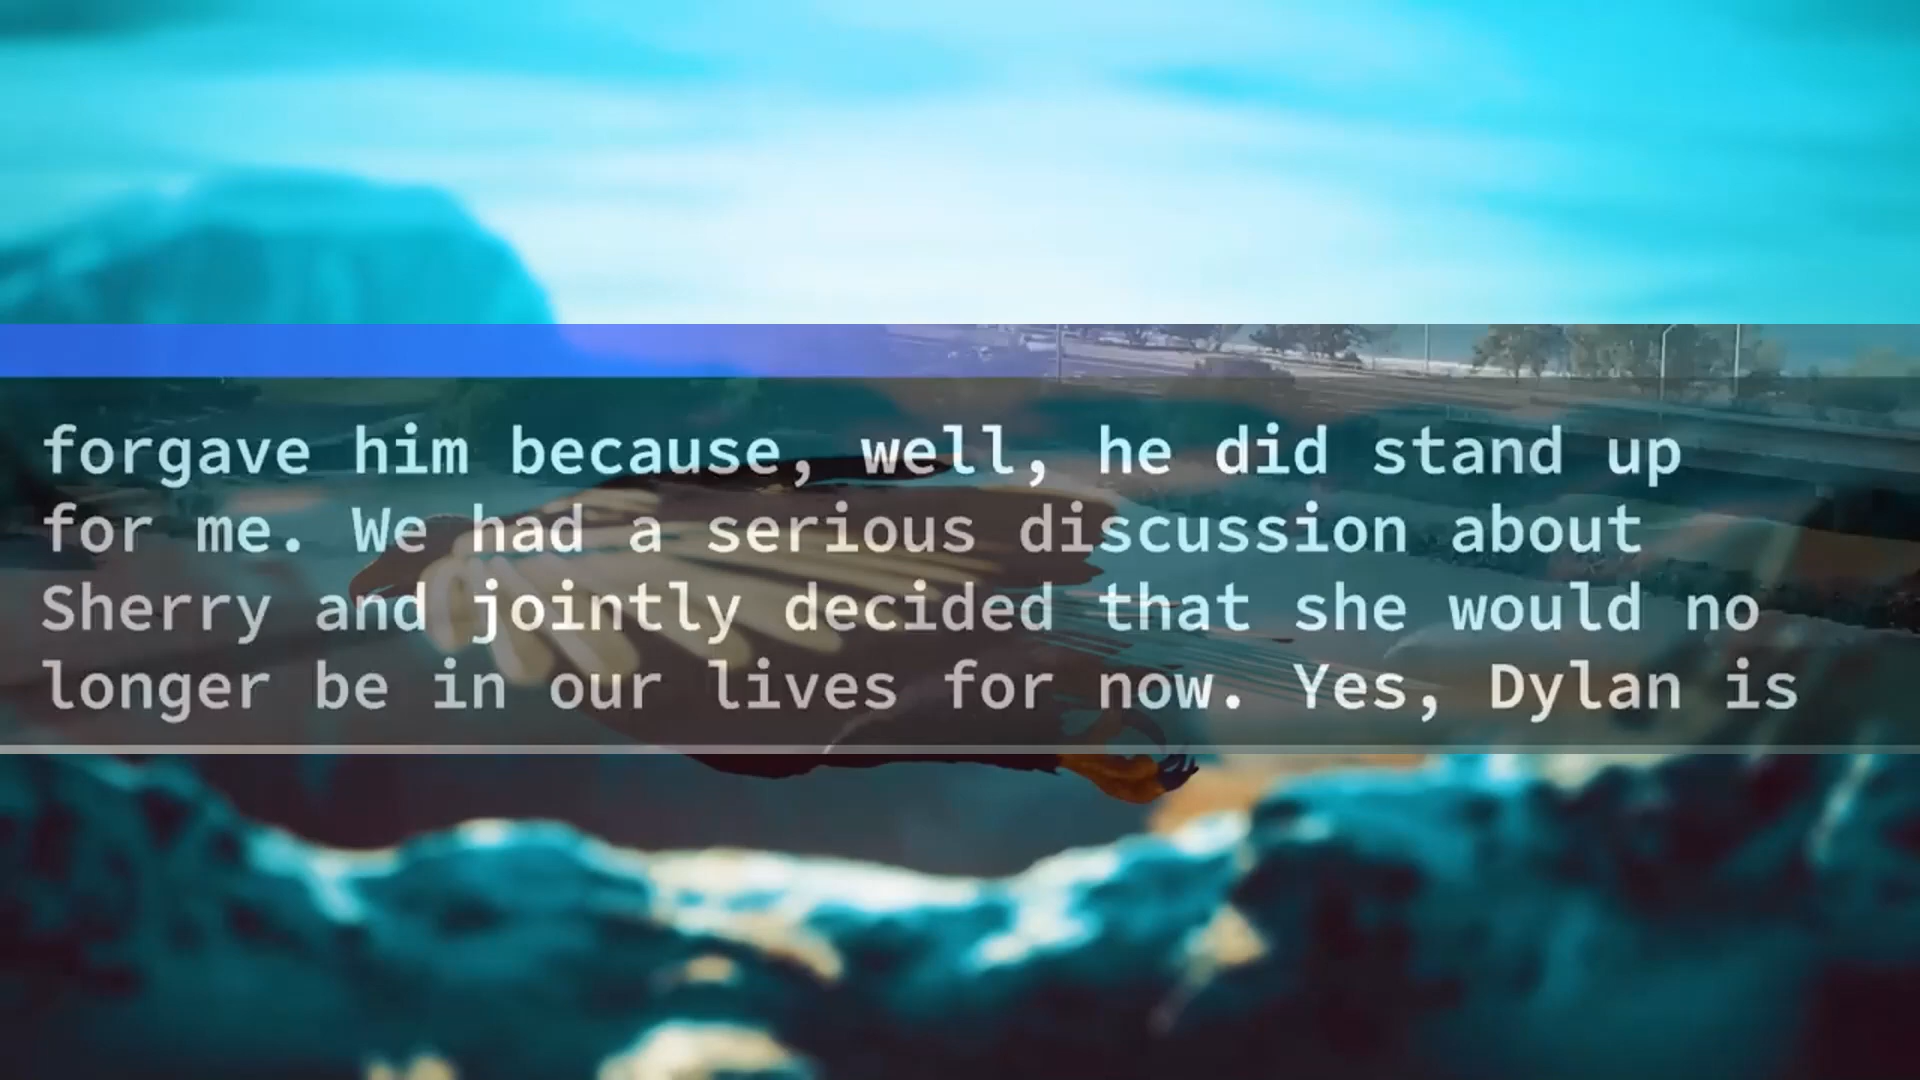 forgave him because, well, he did stand up
for me. We had a serious discussion about
Sherry and jointly decided that she would no
longer be in our lives for now. Yes, Dylan is